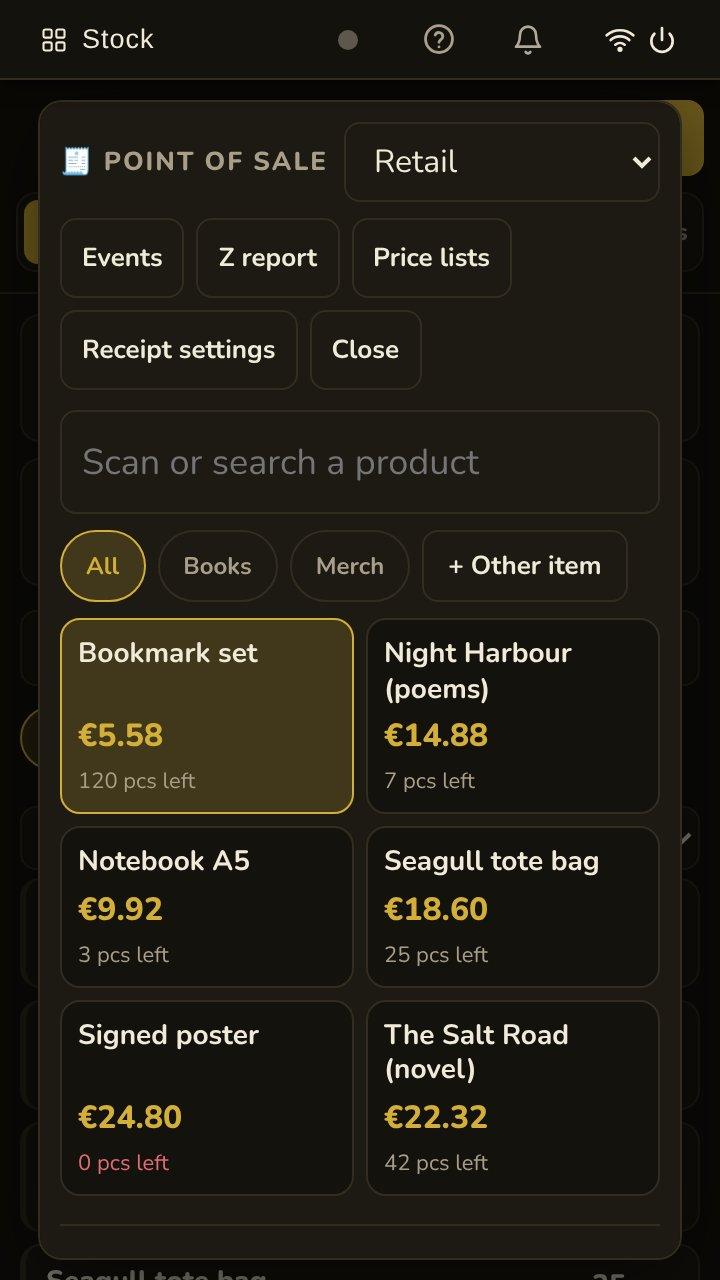 Stock
POINT OF SALE
Retail
Events
Z report
Price lists
Receipt settings
Close
Scan or search a product
All
Books
Merch
+ Other item
Bookmark set
€5.58
120 pcs left
Night Harbour
(poems)
€14.88
7 pcs left
Notebook A5
€9.92
3 pcs left
Seagull tote bag
€18.60
25 pcs left
Signed poster
€24.80
0 pcs left
The Salt Road
(novel)
€22.32
42 pcs left
Seagull tote bag